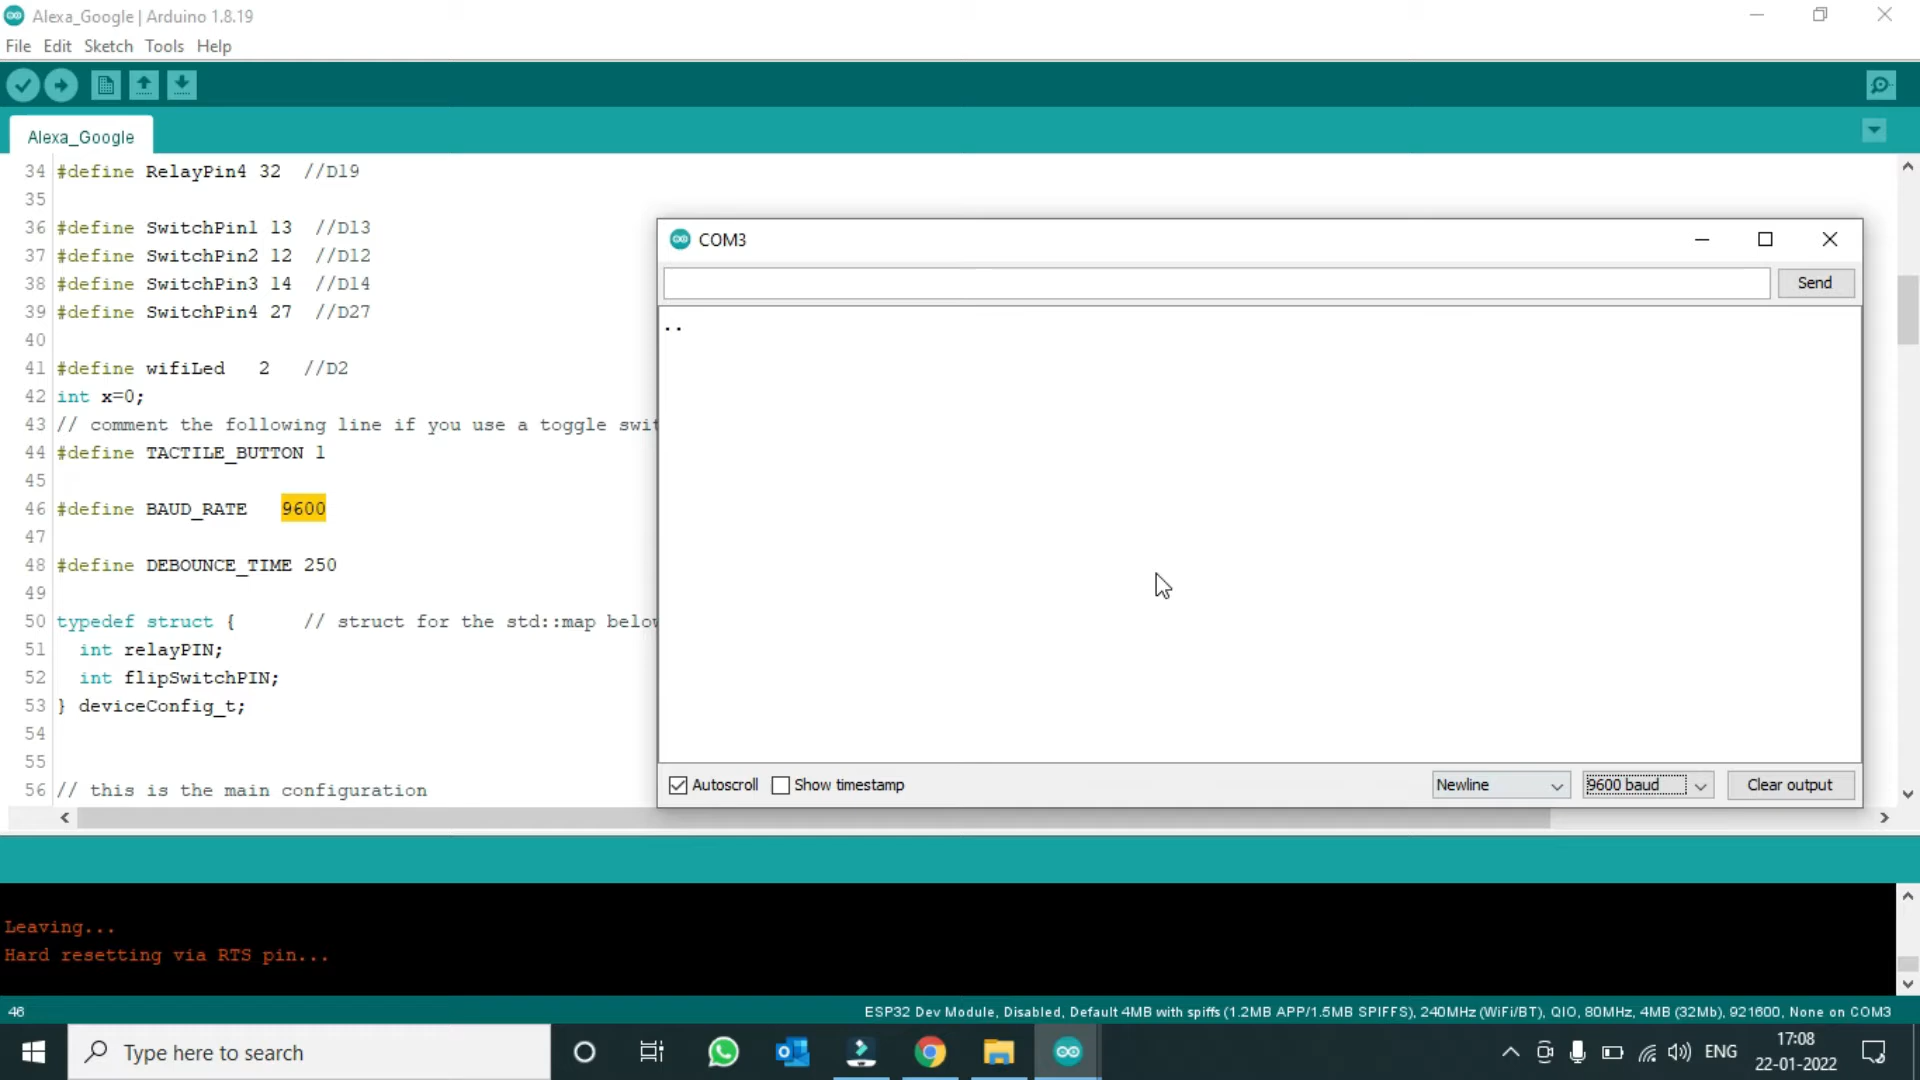 Alexa_Google | Arduino 1.8.19
File Edit Sketch Tools Help
Alexa_Google
34 #define RelayPin4 32 //D19
35
36 #define SwitchPin1 13 //D13
37 #define SwitchPin2 12 //D12
38 #define SwitchPin3 14 //D14
39 #define SwitchPin4 27 //D27
40
41 #define wifiLed 2 //D2
42 int x=0;
43 // comment the following line if you use a toggle swit
44 #define TACTILE_BUTTON 1
45
46 #define BAUD_RATE 9600
47
48 #define DEBOUNCE_TIME 250
49
50 typedef struct { // struct for the std::map below
51 int relayPIN;
52 int flipSwitchPIN;
53 } deviceConfig_t;
54
55
56 // this is the main configuration
COM3
Send
..
Autoscroll Show timestamp Newline 9600 baud Clear output
Leaving...
Hard resetting via RTS pin...
46 ESP32 Dev Module, Disabled, Default 4MB with spiffs (1.2MB APP/1.5MB SPIFFS), 240MHz (WiFi/BT), QIO, 80MHz, 4MB (32Mb), 921600, None on COM3
Type here to search
ENG
17:08
22-01-2022